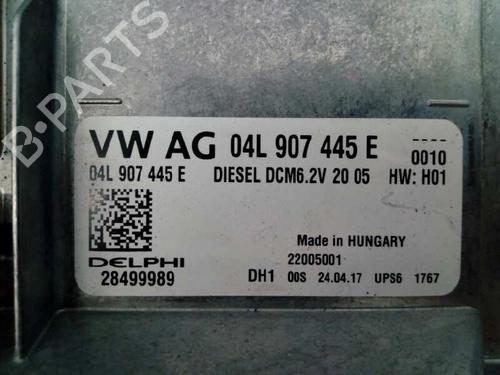 B-PARTS
VW AG 04L 907 445 E ----
0010
04L 907 445 E DIESEL DCM6.2V 20 05 HW: H01
Made in HUNGARY
DELPHI 22005001
28499989 DH1 00S 24.04.17 UPS6 1767